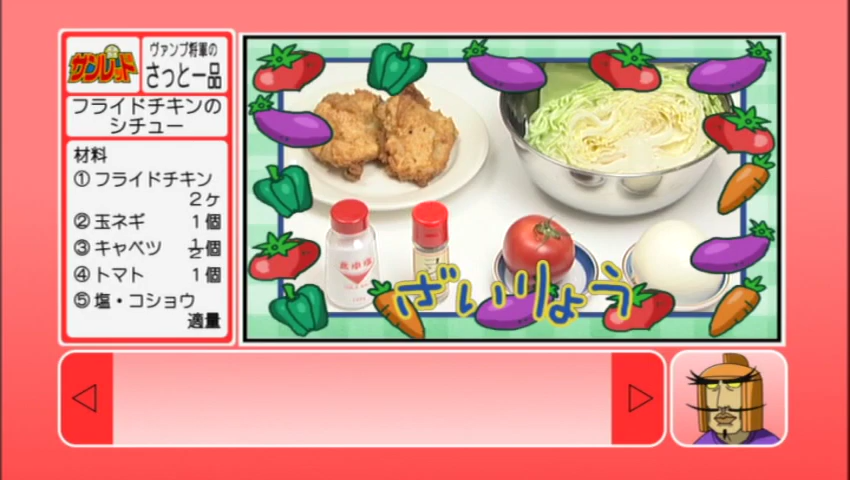 サンレッド
ヴァンプ将軍の
さっと一品
フライドチキンの
シチュー
材料
①フライドチキン
2ヶ
②玉ネギ 1個
③キャベツ ½個
④トマト 1個
⑤塩・コショウ
適量
ざいりょう